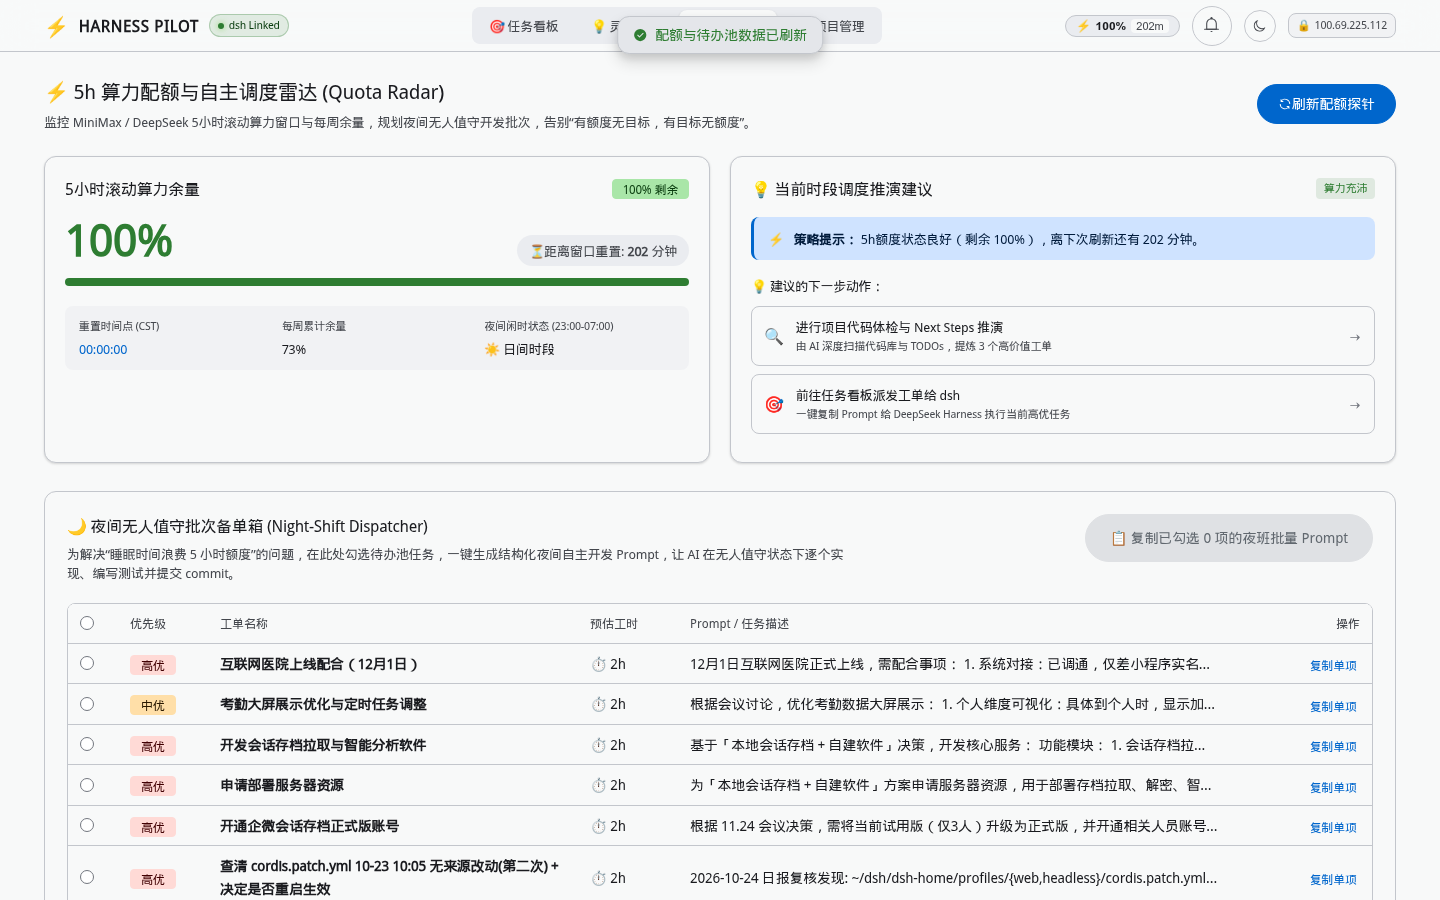 HARNESS PILOT
dsh Linked
🎯 任务看板
💡 灵
项目管理
配额与待办池数据已刷新
⚡ 100% 202m
🔒 100.69.225.112
⚡ 5h 算力配额与自主调度雷达 (Quota Radar)
监控 MiniMax / DeepSeek 5小时滚动算力窗口与每周余量，规划夜间无人值守开发批次，告别“有额度无目标，有目标无额度”。
刷新配额探针
5小时滚动算力余量
100% 剩余
100%
⏳距离窗口重置: 202 分钟
重置时间点 (CST)
00:00:00
每周累计余量
73%
夜间闲时状态 (23:00-07:00)
☀️ 日间时段
💡 当前时段调度推演建议
算力充沛
⚡ 策略提示： 5h额度状态良好（剩余 100%），离下次刷新还有 202 分钟。
💡 建议的下一步动作：
🔍 进行项目代码体检与 Next Steps 推演
由 AI 深度扫描代码库与 TODOs，提炼 3 个高价值工单
→
🎯 前往任务看板派发工单给 dsh
一键复制 Prompt 给 DeepSeek Harness 执行当前高优任务
→
🌙 夜间无人值守批次备单箱 (Night-Shift Dispatcher)
为解决“睡眠时间浪费 5 小时额度”的问题，在此处勾选待办池任务，一键生成结构化夜间自主开发 Prompt，让 AI 在无人值守状态下逐个实
现、编写测试并提交 commit。
📋 复制已勾选 0 项的夜班批量 Prompt
优先级 工单名称 预估工时 Prompt / 任务描述 操作
高优 互联网医院上线配合（12月1日） ⏱️ 2h 12月1日互联网医院正式上线，需配合事项： 1. 系统对接：已调通，仅差小程序实名... 复制单项
中优 考勤大屏展示优化与定时任务调整 ⏱️ 2h 根据会议讨论，优化考勤数据大屏展示： 1. 个人维度可视化：具体到个人时，显示加... 复制单项
高优 开发会话存档拉取与智能分析软件 ⏱️ 2h 基于「本地会话存档 + 自建软件」决策，开发核心服务： 功能模块： 1. 会话存档拉... 复制单项
高优 申请部署服务器资源 ⏱️ 2h 为「本地会话存档 + 自建软件」方案申请服务器资源，用于部署存档拉取、解密、智... 复制单项
高优 开通企微会话存档正式版账号 ⏱️ 2h 根据 11.24 会议决策，需将当前试用版（仅3人）升级为正式版，并开通相关人员账号... 复制单项
高优 查清 cordis.patch.yml 10-23 10:05 无来源改动(第二次) +
决定是否重启生效 ⏱️ 2h 2026-10-24 日报复核发现: ~/dsh/dsh-home/profiles/{web,headless}/cordis.patch.yml... 复制单项